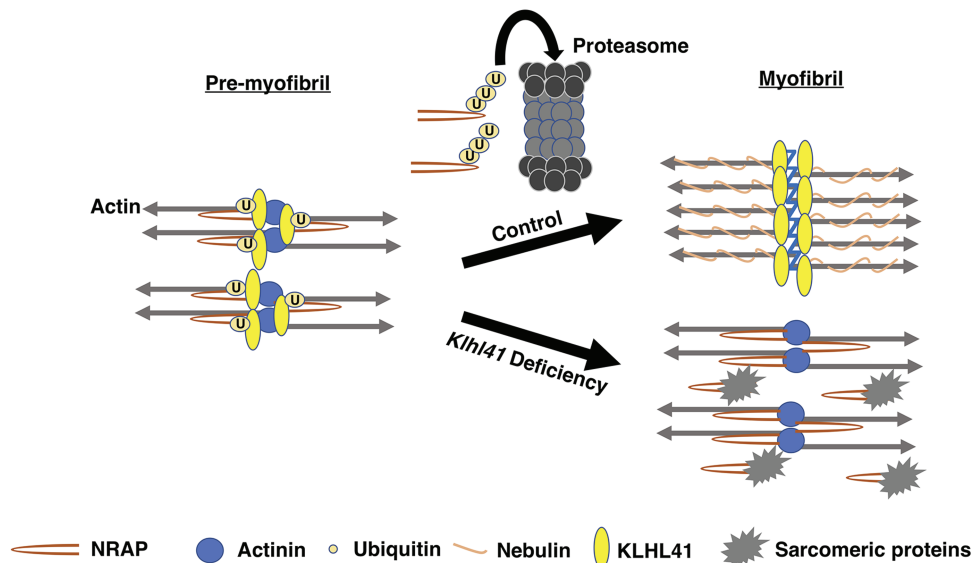 Proteasome
Pre-myofibril
Myofibril
U
U
U
U
U
U
Actin
U
U
U
Control
U
U
U
Klhl41 Deficiency
NRAP
Actinin
Ubiquitin
Nebulin
KLHL41
Sarcomeric proteins
Z
Z
Z
Z
Z